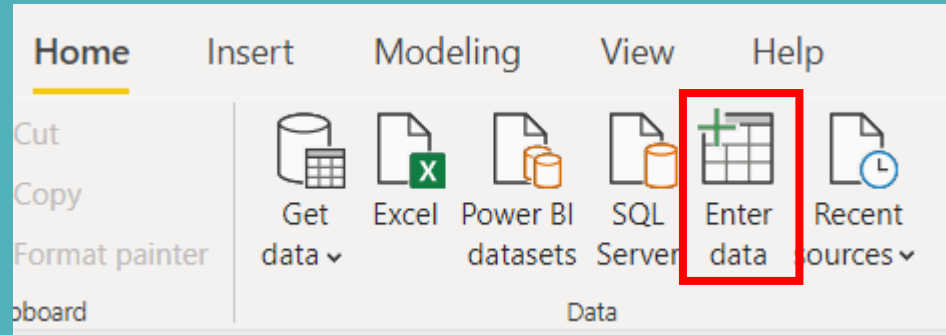 Home Insert Modeling View Help
Cut
Copy
Format painter
Get data
Excel
Power BI datasets
SQL Server
Enter data
Recent sources
pboard
Data